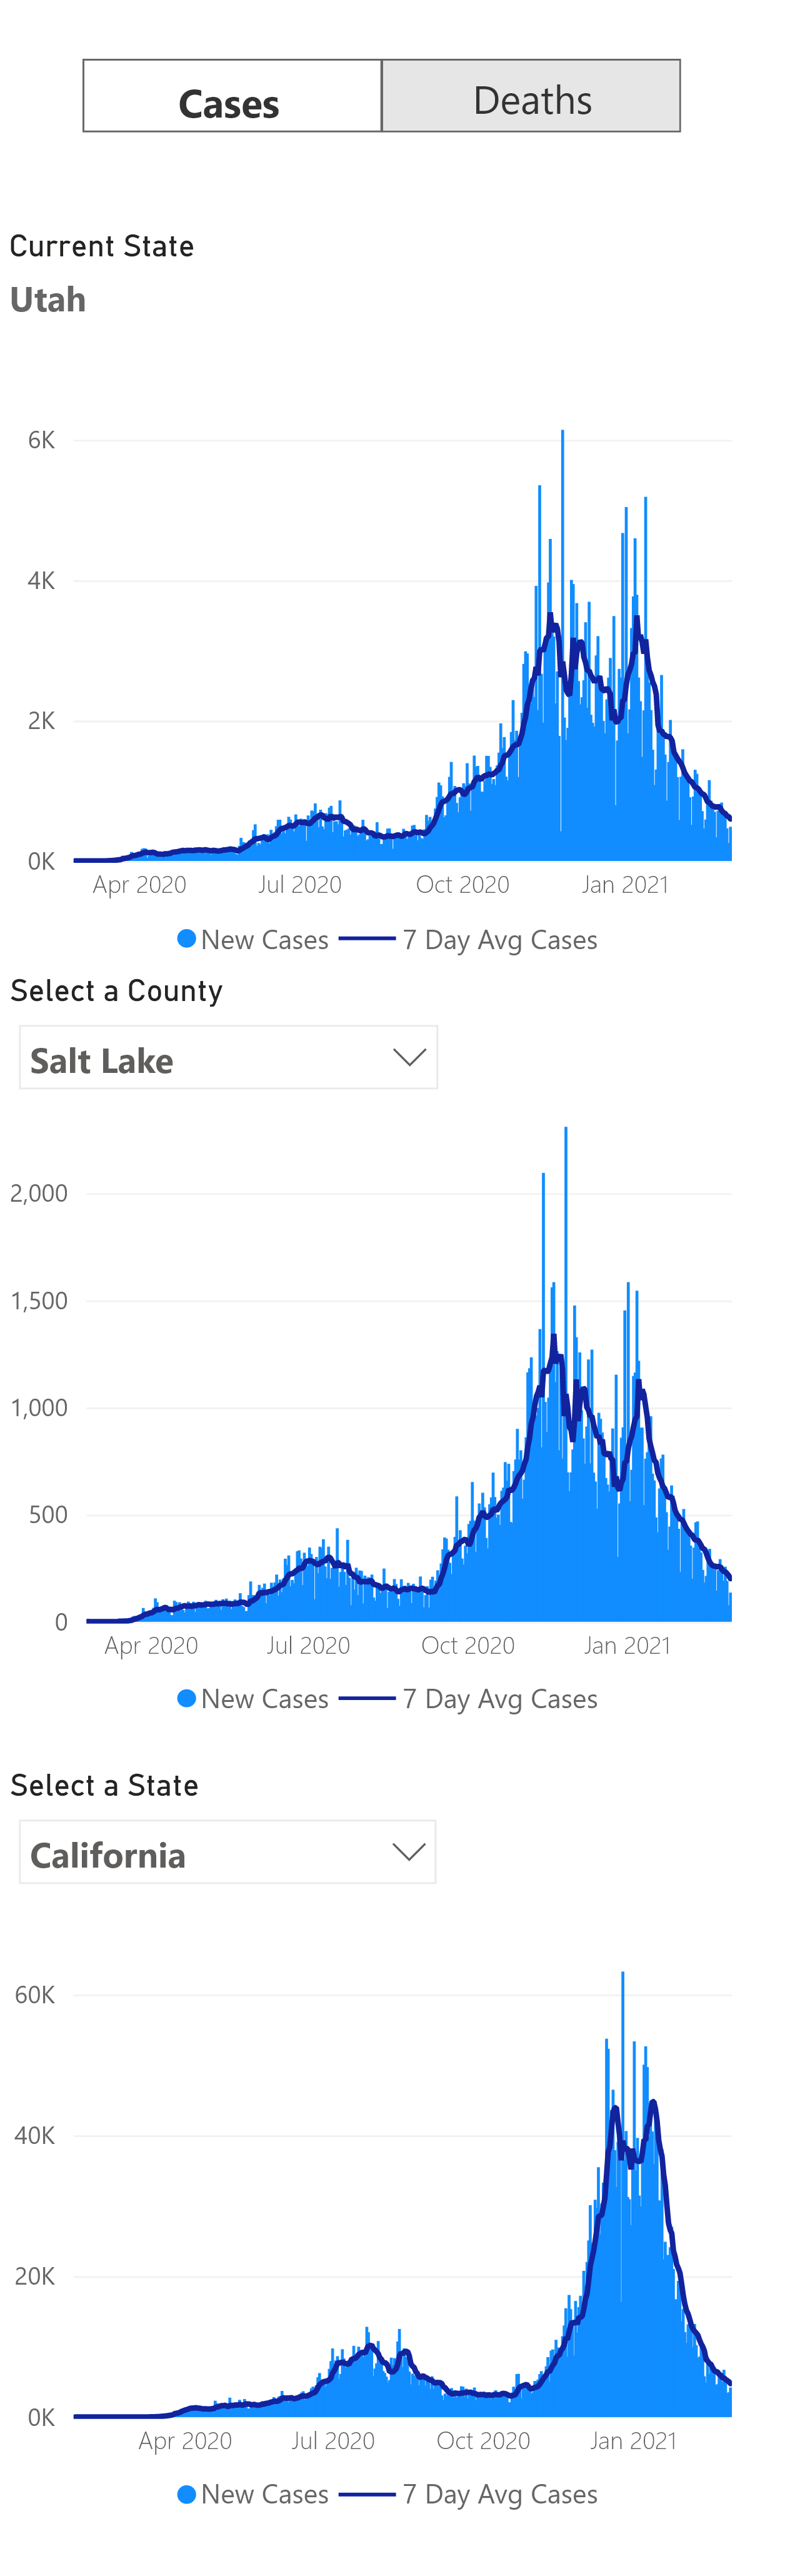 Cases Deaths
Current State
Utah
6K
4K
2K
0K
Apr 2020 Jul 2020 Oct 2020 Jan 2021
New Cases 7 Day Avg Cases
Select a County
Salt Lake
2,000
1,500
1,000
500
0
Apr 2020 Jul 2020 Oct 2020 Jan 2021
New Cases 7 Day Avg Cases
Select a State
California
60K
40K
20K
0K
Apr 2020 Jul 2020 Oct 2020 Jan 2021
New Cases 7 Day Avg Cases